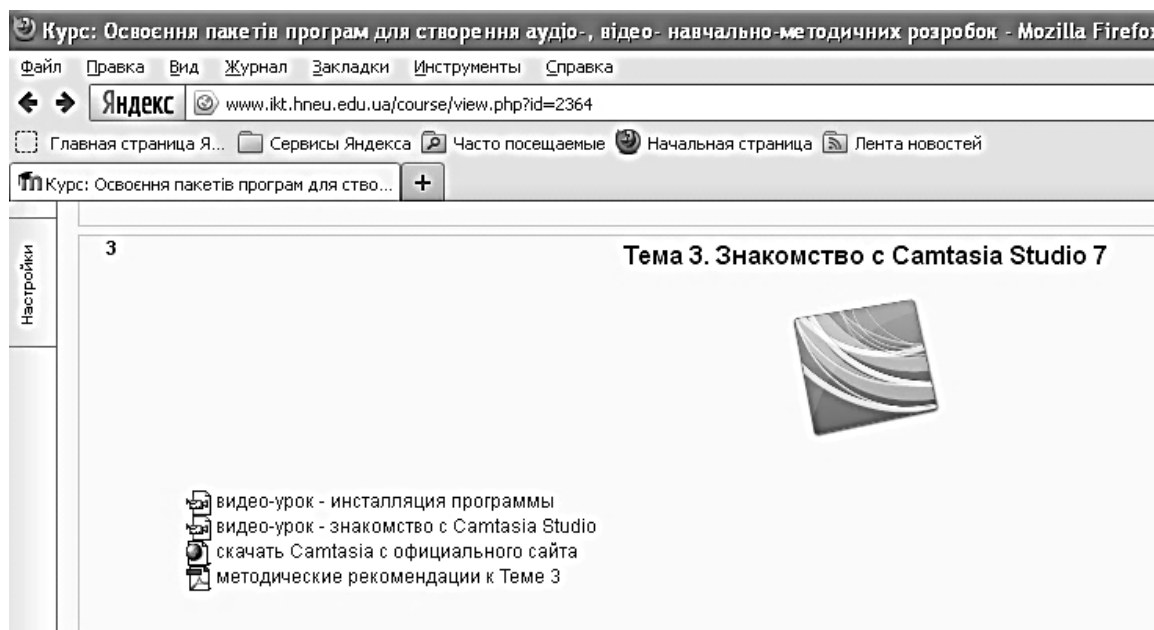 Курс: Освоєння пакетів програм для створення аудіо-, відео- навчально-методичних розробок - Mozilla Firefox
Файл Правка Вид Журнал Закладки Инструменты Справка
Яндекс www.ikt.hneu.edu.ua/course/view.php?id=2364
Главная страница Я... Сервисы Яндекса Часто посещаемые Начальная страница Лента новостей
Курс: Освоєння пакетів програм для ство... +
Настройки
3
Тема 3. Знакомство с Camtasia Studio 7
видео-урок - инсталляция программы
видео-урок - знакомство с Camtasia Studio
скачать Camtasia с официального сайта
методические рекомендации к Теме 3